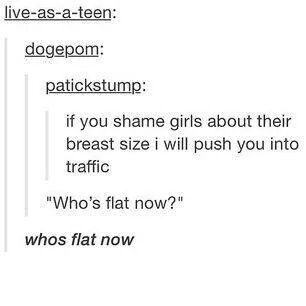 live-as-a-teen:
dogepom:
patickstump:
if you shame girls about their
breast size i will push you into
traffic
"Who's flat now?"
whos flat now